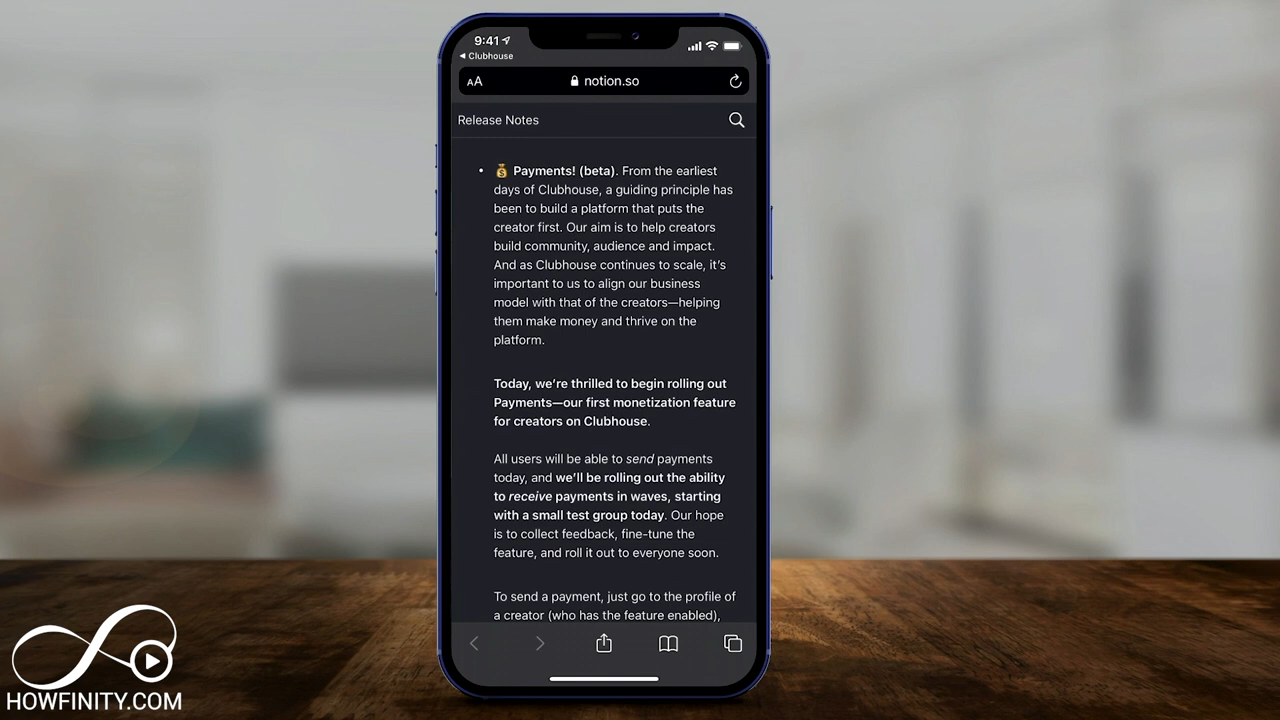 9:41
◀ Clubhouse
AA
notion.so
Release Notes
• 💰 Payments! (beta). From the earliest
days of Clubhouse, a guiding principle has
been to build a platform that puts the
creator first. Our aim is to help creators
build community, audience and impact.
And as Clubhouse continues to scale, it’s
important to us to align our business
model with that of the creators—helping
them make money and thrive on the
platform.
Today, we’re thrilled to begin rolling out
Payments—our first monetization feature
for creators on Clubhouse.
All users will be able to send payments
today, and we’ll be rolling out the ability
to receive payments in waves, starting
with a small test group today. Our hope
is to collect feedback, fine-tune the
feature, and roll it out to everyone soon.
To send a payment, just go to the profile of
a creator (who has the feature enabled),
HOWFINITY.COM